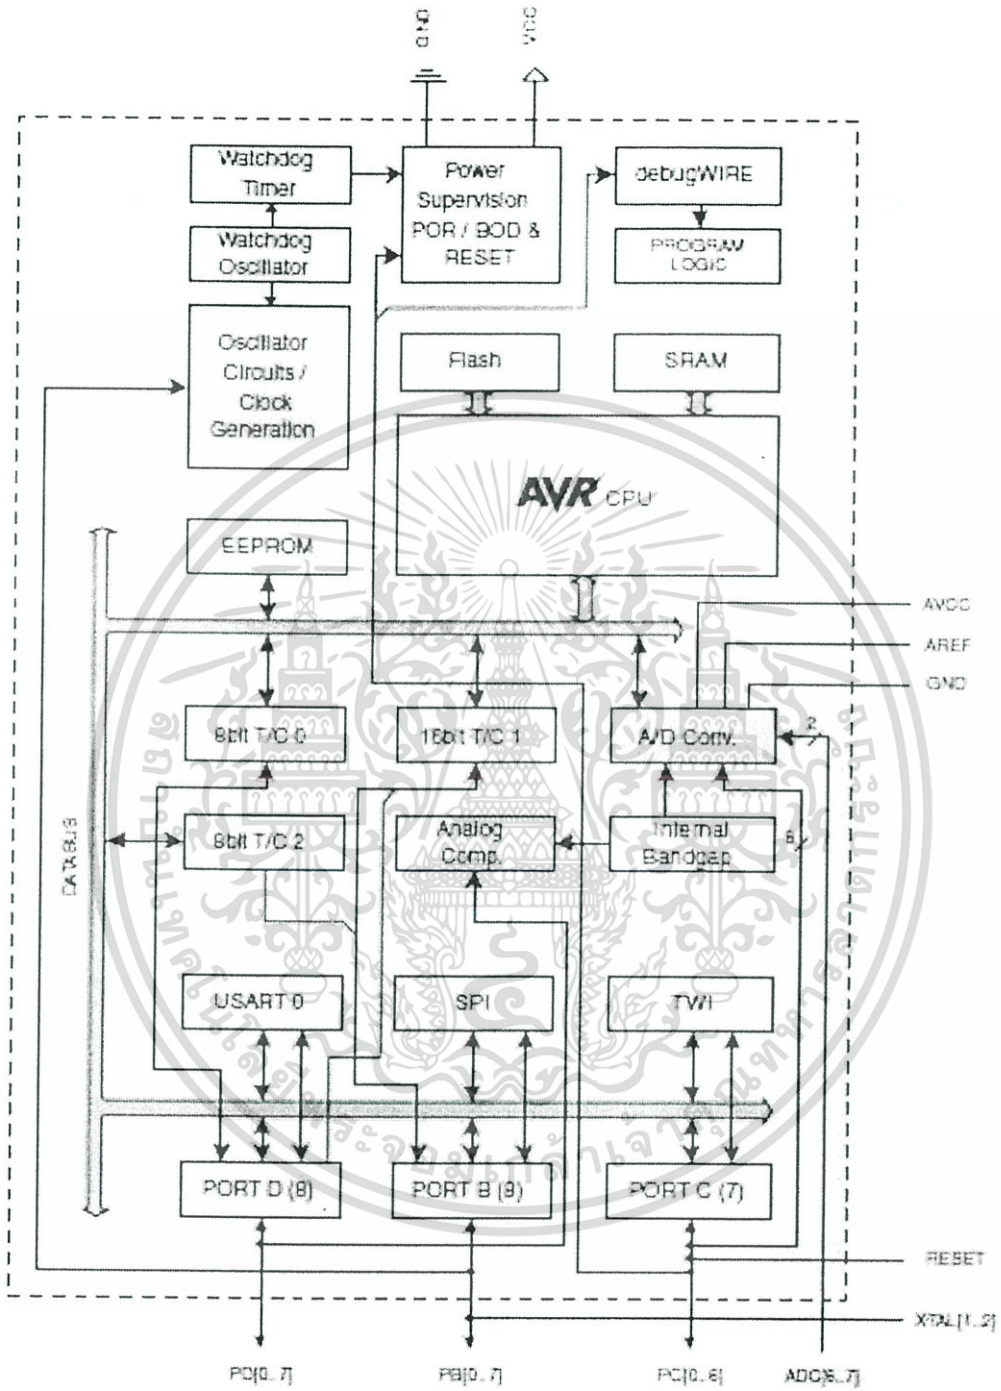 GND
VCC
Watchdog
Timer
Power
Supervision
POR / BOD &
RESET
debugWIRE
Watchdog
Oscillator
PROGRAM
LOGIC
Oscillator
Circuits /
Clock
Generation
Flash
SRAM
AVR CPU
EEPROM
AVCC
AREF
GND
8bit T/C 0
16bit T/C 1
A/D Conv.
2
DATABUS
8bit T/C 2
Analog
Comp.
Internal
Bandgap
6
USART 0
SPI
TWI
PORT D (8)
PORT B (8)
PORT C (7)
RESET
XTAL[1..2]
PD[0..7]
PB[0..7]
PC[0..6]
ADC[6..7]